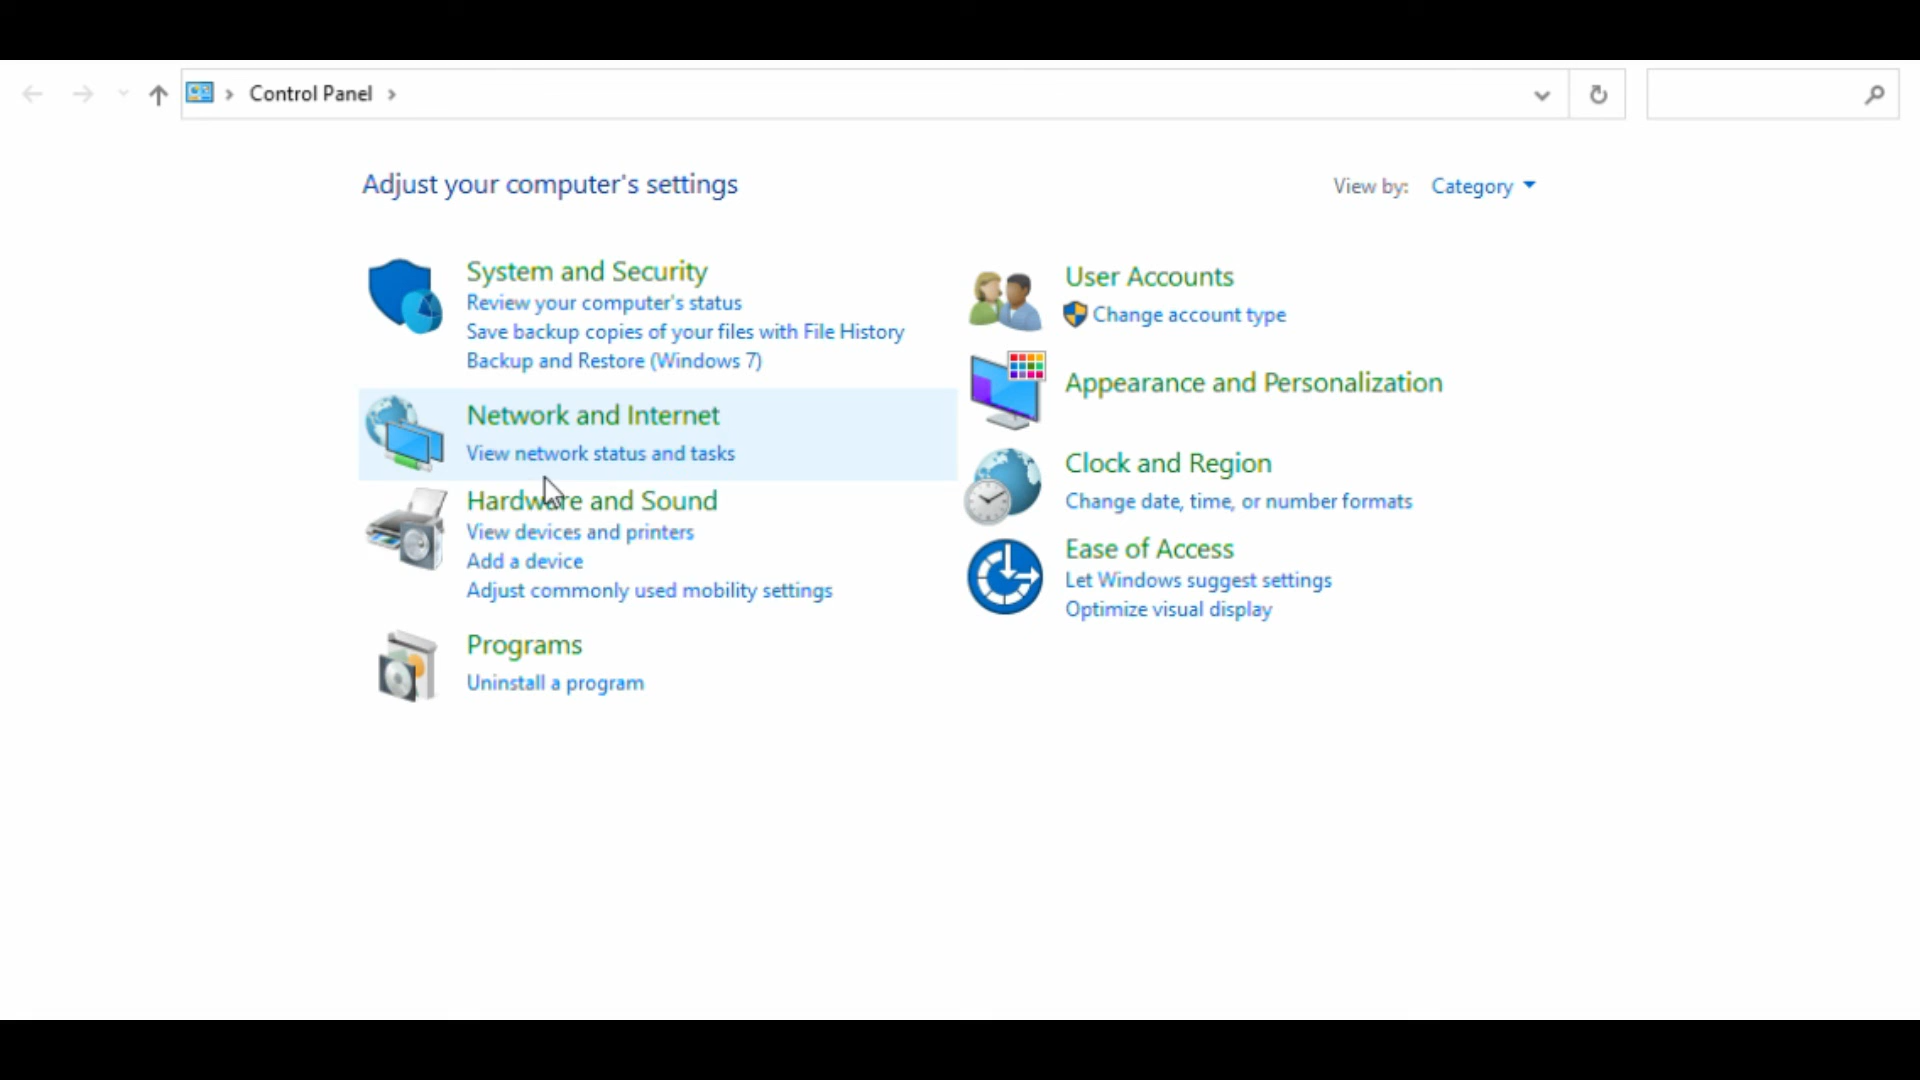 Control Panel
Adjust your computer's settings
View by: Category
System and Security
Review your computer's status
Save backup copies of your files with File History
Backup and Restore (Windows 7)
Network and Internet
View network status and tasks
Hardware and Sound
View devices and printers
Add a device
Adjust commonly used mobility settings
Programs
Uninstall a program
User Accounts
Change account type
Appearance and Personalization
Clock and Region
Change date, time, or number formats
Ease of Access
Let Windows suggest settings
Optimize visual display